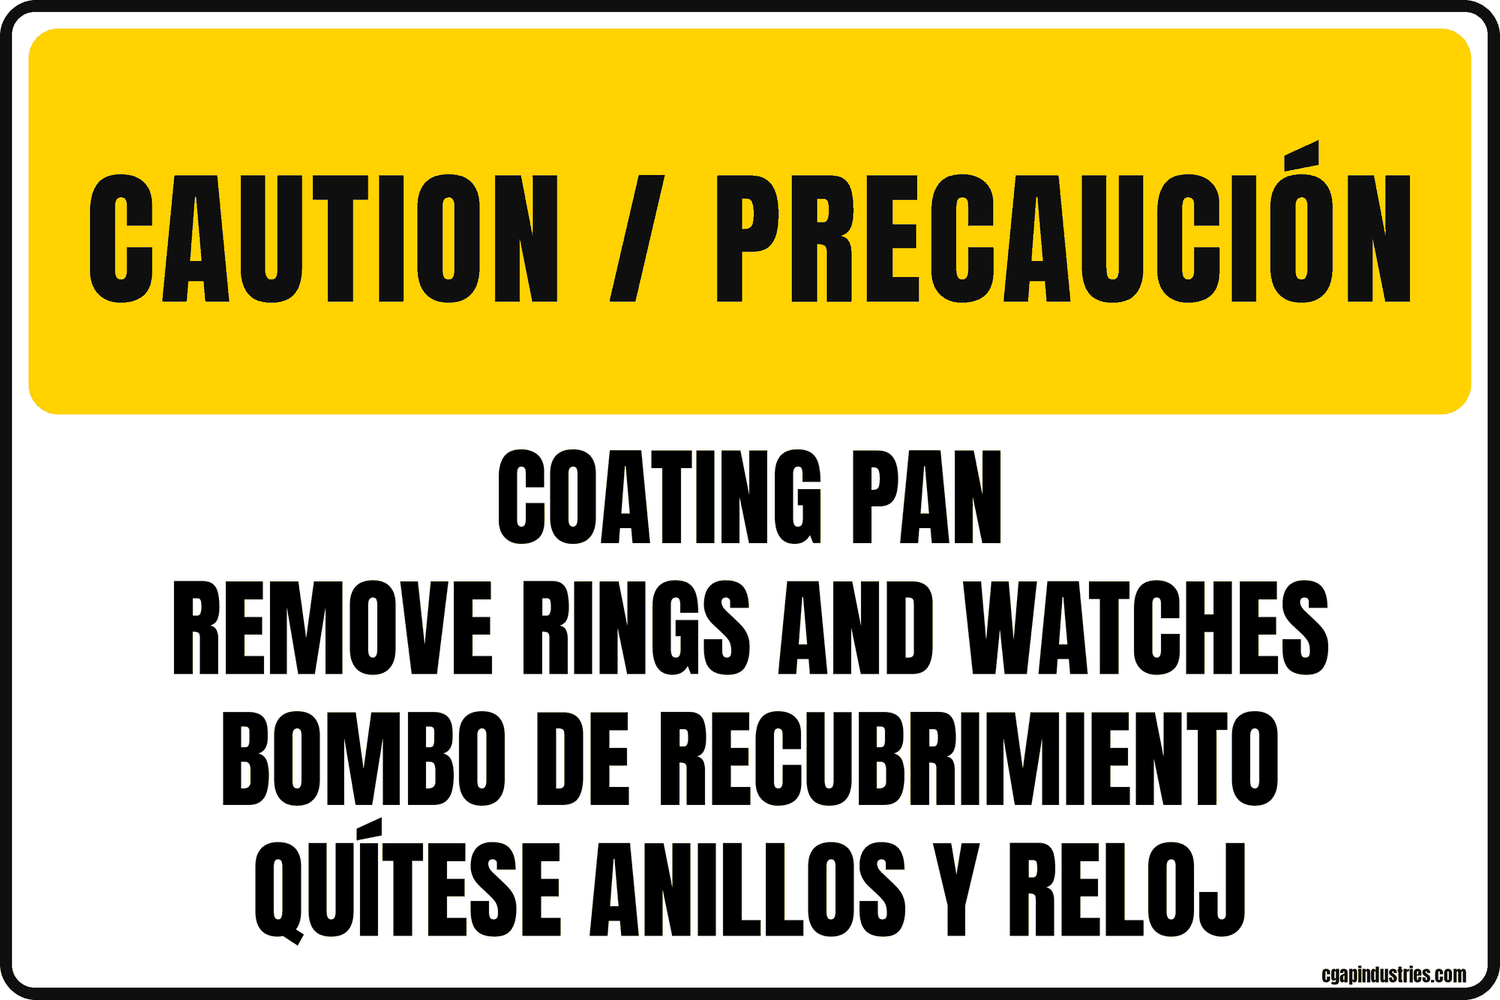 CAUTION / PRECAUCIÓN
COATING PAN
REMOVE RINGS AND WATCHES
BOMBO DE RECUBRIMIENTO
QUÍTESE ANILLOS Y RELOJ
cgapindustries.com